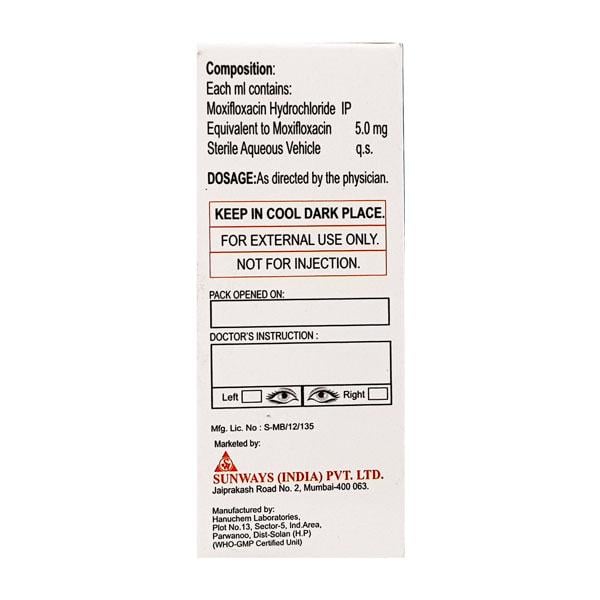 Composition:
Each ml contains:
Moxifloxacin Hydrochloride IP
Equivalent to Moxifloxacin 5.0 mg
Sterile Aqueous Vehicle q.s.
DOSAGE:As directed by the physician.
KEEP IN COOL DARK PLACE.
FOR EXTERNAL USE ONLY.
NOT FOR INJECTION.
PACK OPENED ON:
DOCTOR'S INSTRUCTION :
Left Right
Mfg. Lic. No : S-MB/12/135
Marketed by:
SUNWAYS (INDIA) PVT. LTD.
Jaiprakash Road No. 2, Mumbai-400 063.
Manufactured by:
Hanuchem Laboratories,
Plot No.13, Sector-5, Ind.Area,
Parwanoo, Dist-Solan (H.P)
(WHO-GMP Certified Unit)